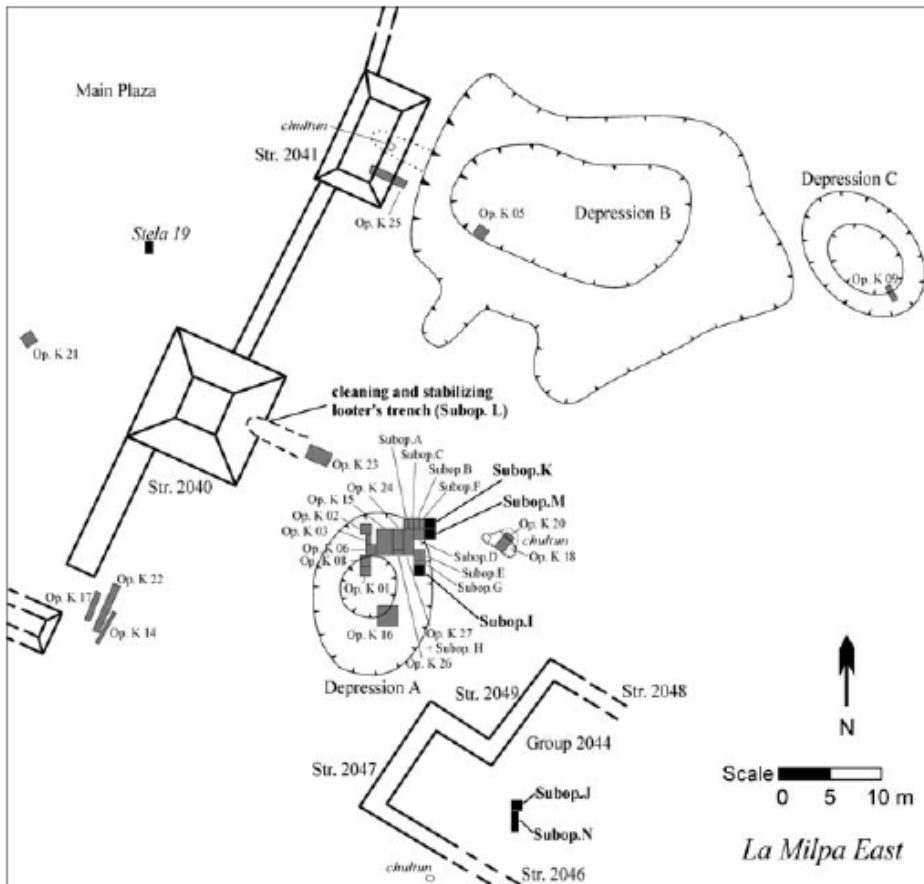 Main Plaza
chultun
Str. 2041
Op. K 25
Depression C
Op. K 05
Depression B
Stela 19
Op. K 09
Op. K 21
cleaning and stabilizing
looter's trench (Subop. L)
Subop.A
Subop.C
Subop.B
Subop.F
Subop.K
Op. K 23
Op. K 24
Str. 2040
Op. K 15
Subop.M
Op. K 02
Op. K 20
Op. K 03
chultun
Op. K 06
Subop.D
Op. K 18
Op. K 08
Subop.E
Op. K 22
Op. K 01
Subop.G
Op. K 17
Subop.I
Op. K 14
Op. K 16
Op. K 27
+ Subop. H
Op. K 26
Depression A
Str. 2049
Str. 2048
N
Group 2044
Str. 2047
Scale
0 5 10 m
Subop.J
Subop.N
La Milpa East
chultun
Str. 2046